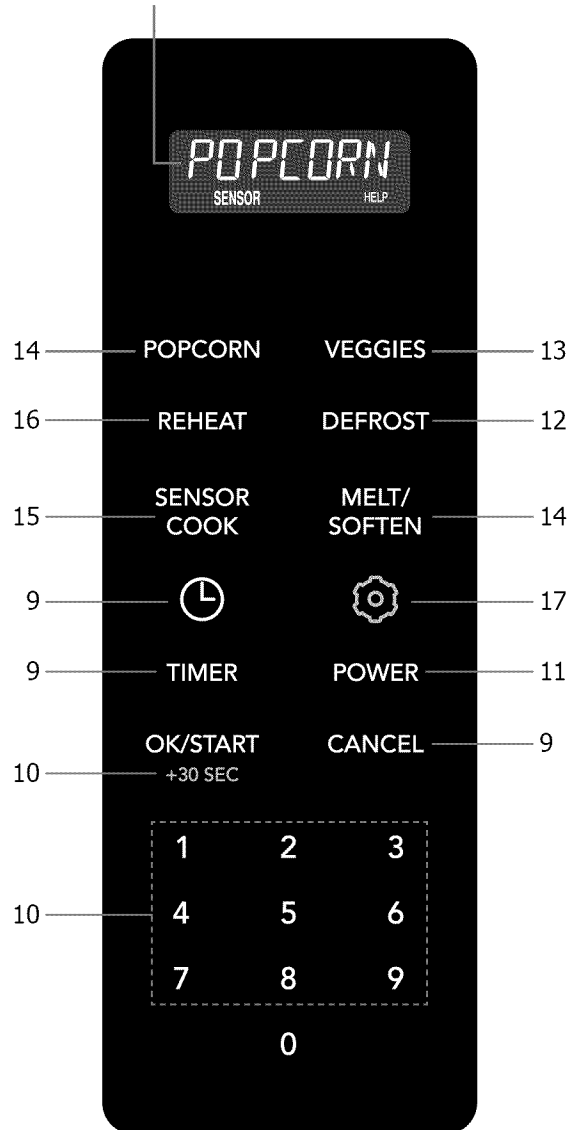 POPCORN
SENSOR HELP
14 POPCORN VEGGIES 13
16 REHEAT DEFROST 12
SENSOR MELT/
15 COOK SOFTEN 14
9 17
9 TIMER POWER 11
OK/START CANCEL 9
10 +30 SEC
1 2 3
10 4 5 6
7 8 9
0